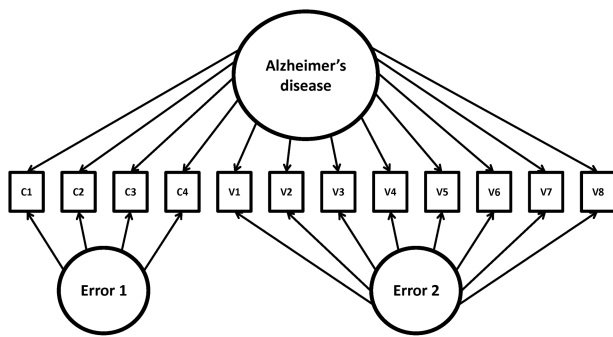 Alzheimer's
disease
C1 C2 C3 C4 V1 V2 V3 V4 V5 V6 V7 V8
Error 1 Error 2